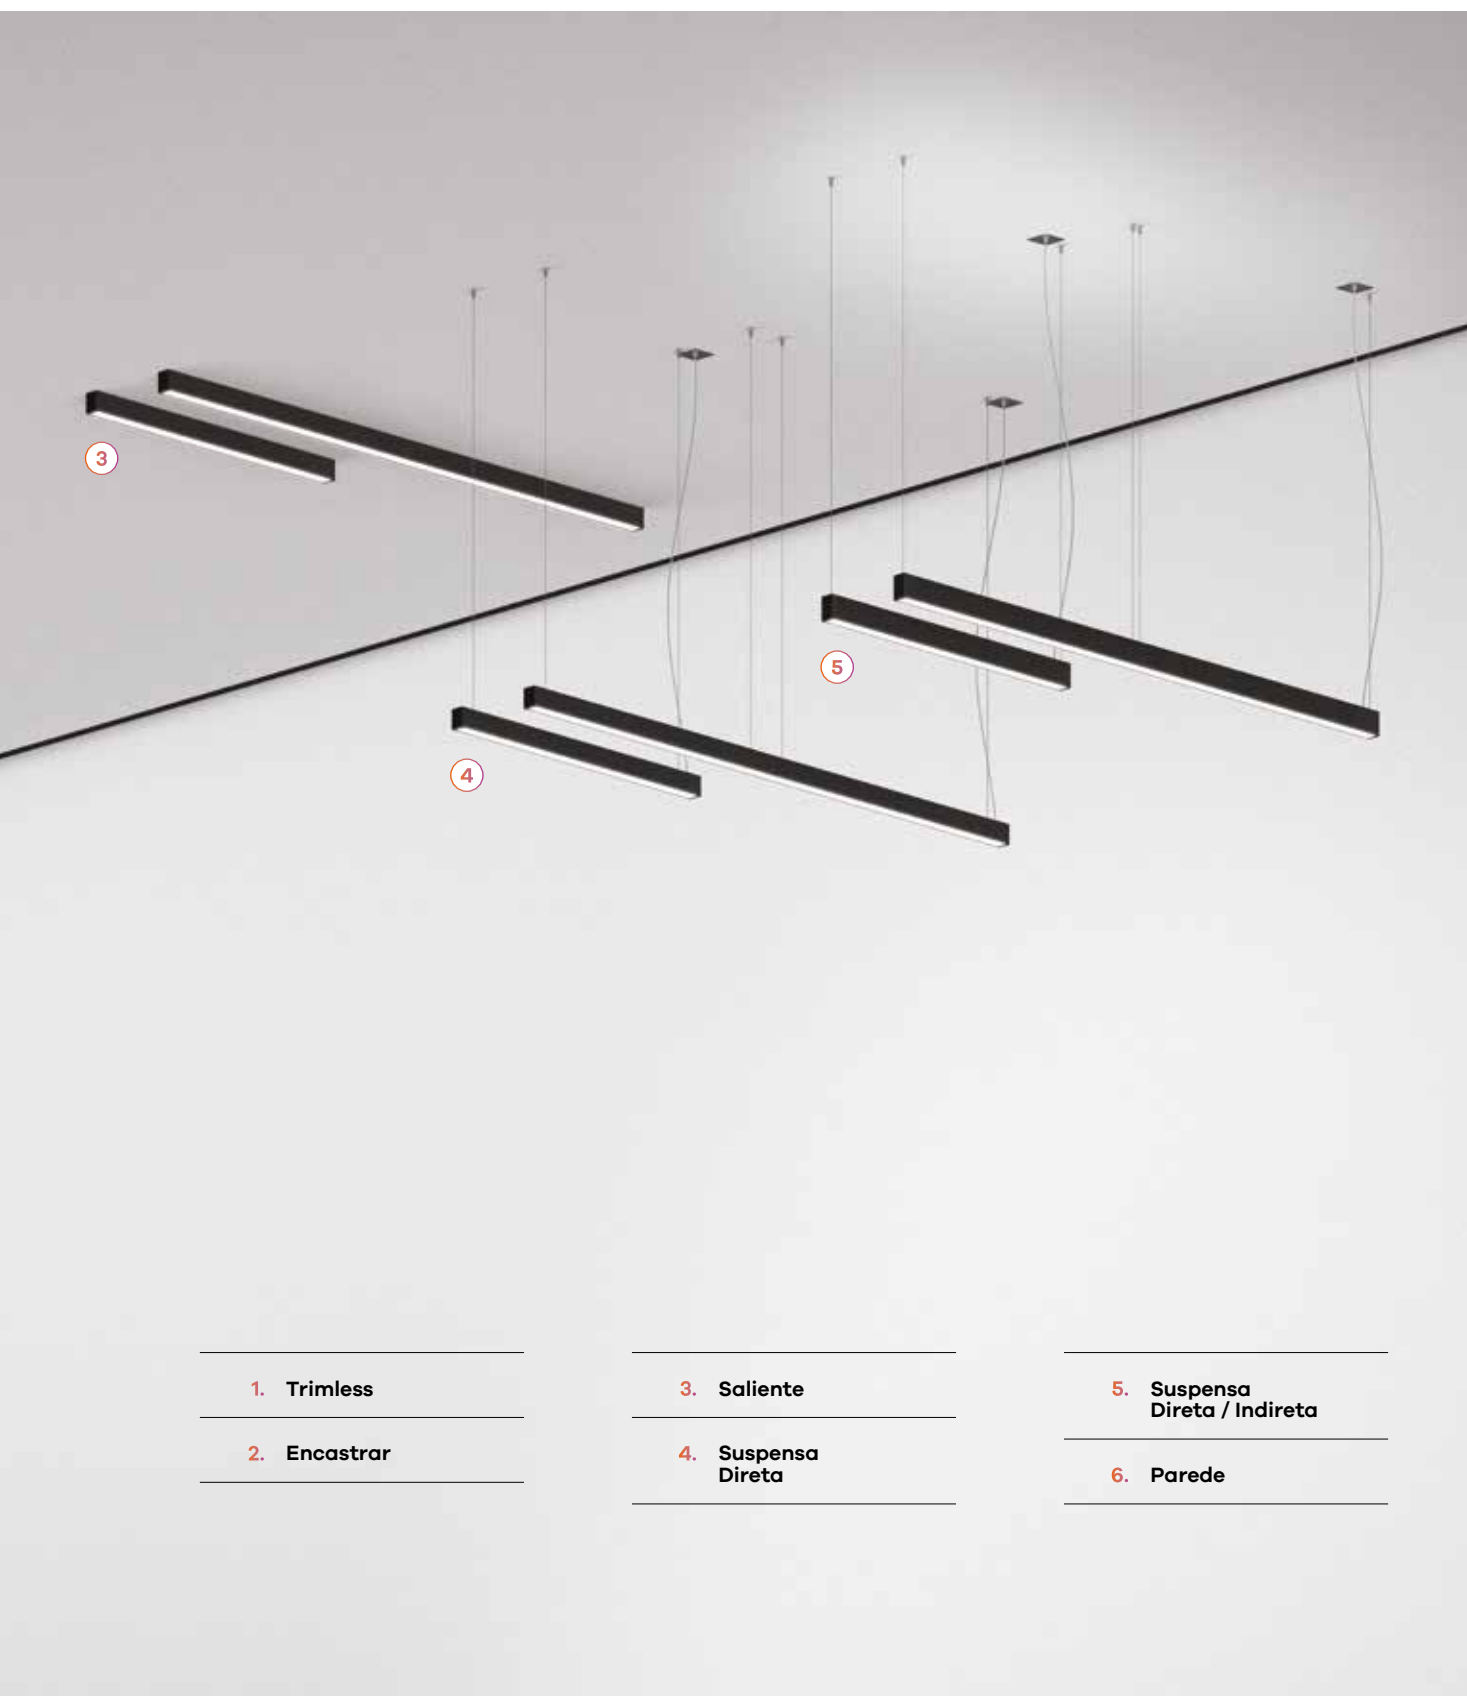 3
5
4
1. Trimless
2. Encastrar
3. Saliente
4. Suspensa
Direta
5. Suspensa
Direta / Indireta
6. Parede